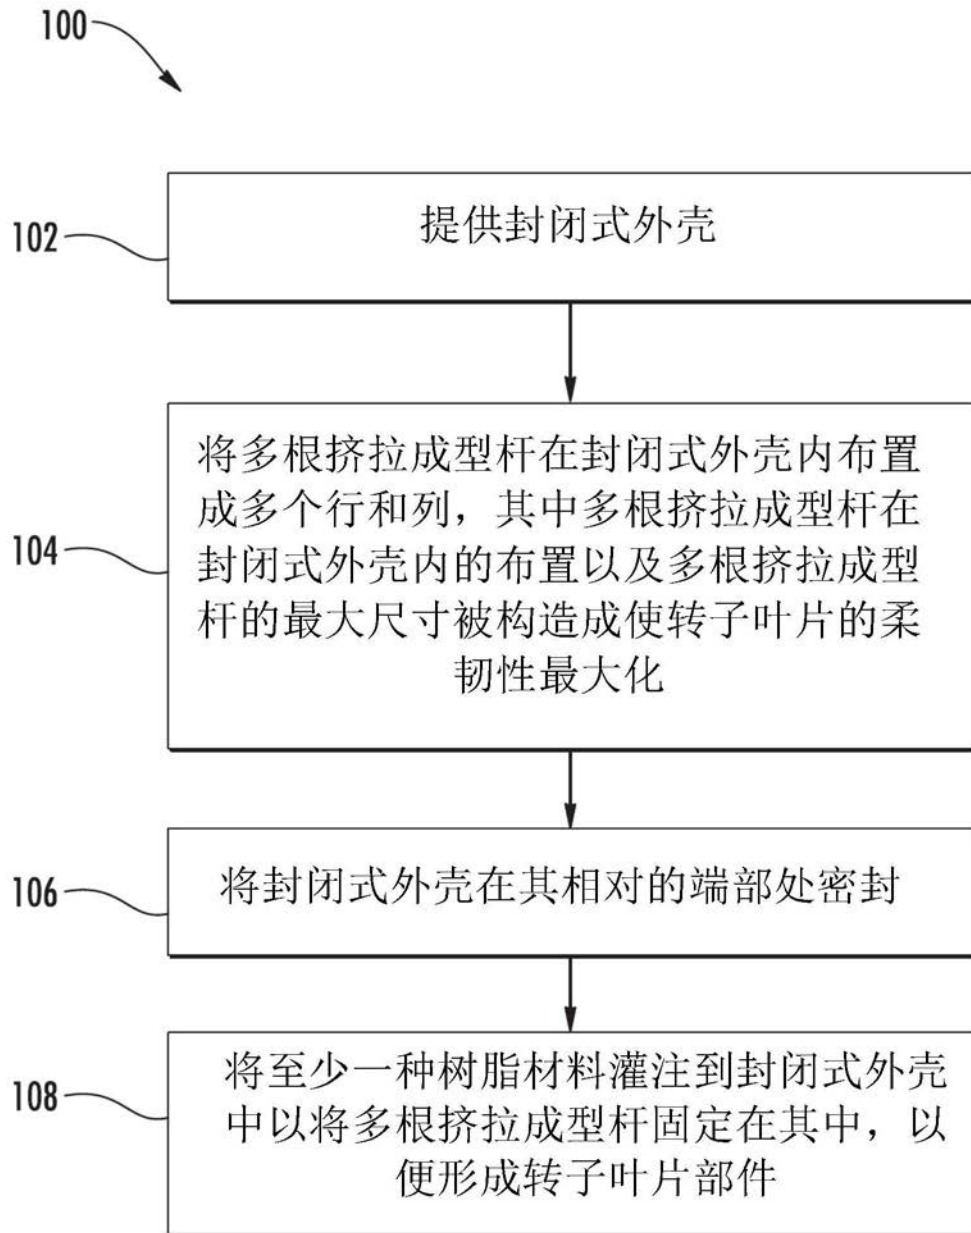 100
102
提供封闭式外壳
104
将多根挤拉成型杆在封闭式外壳内布置
成多个行和列，其中多根挤拉成型杆在
封闭式外壳内的布置以及多根挤拉成型
杆的最大尺寸被构造成使转子叶片的柔
韧性最大化
106
将封闭式外壳在其相对的端部处密封
108
将至少一种树脂材料灌注到封闭式外壳
中以将多根挤拉成型杆固定在其中，以
便形成转子叶片部件